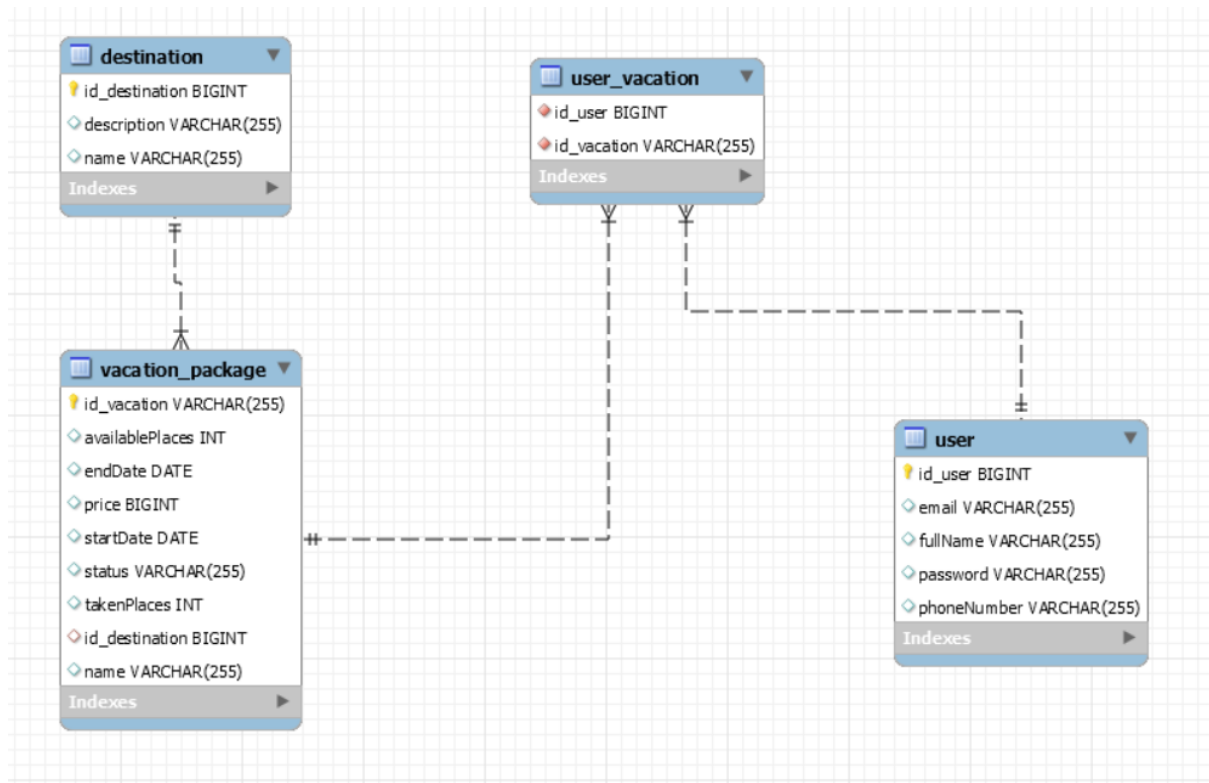 destination
id_destination BIGINT
description VARCHAR(255)
name VARCHAR(255)
Indexes
user_vacation
id_user BIGINT
id_vacation VARCHAR(255)
Indexes
vacation_package
id_vacation VARCHAR(255)
availablePlaces INT
endDate DATE
price BIGINT
startDate DATE
status VARCHAR(255)
takenPlaces INT
id_destination BIGINT
name VARCHAR(255)
Indexes
user
id_user BIGINT
email VARCHAR(255)
fullName VARCHAR(255)
password VARCHAR(255)
phoneNumber VARCHAR(255)
Indexes